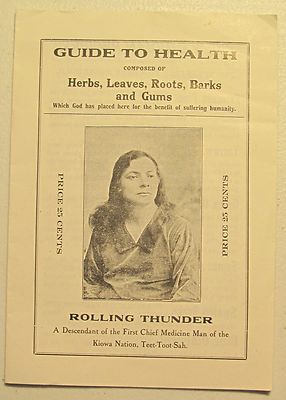 GUIDE TO HEALTH
COMPOSED OF
Herbs, Leaves, Roots, Barks
and Gums
Which God has placed here for the benefit of suffering humanity.
PRICE 25 CENTS
PRICE 25 CENTS
ROLLING THUNDER
A Descendant of the First Chief Medicine Man of the
Kiowa Nation, Teet-Toot-Sah.